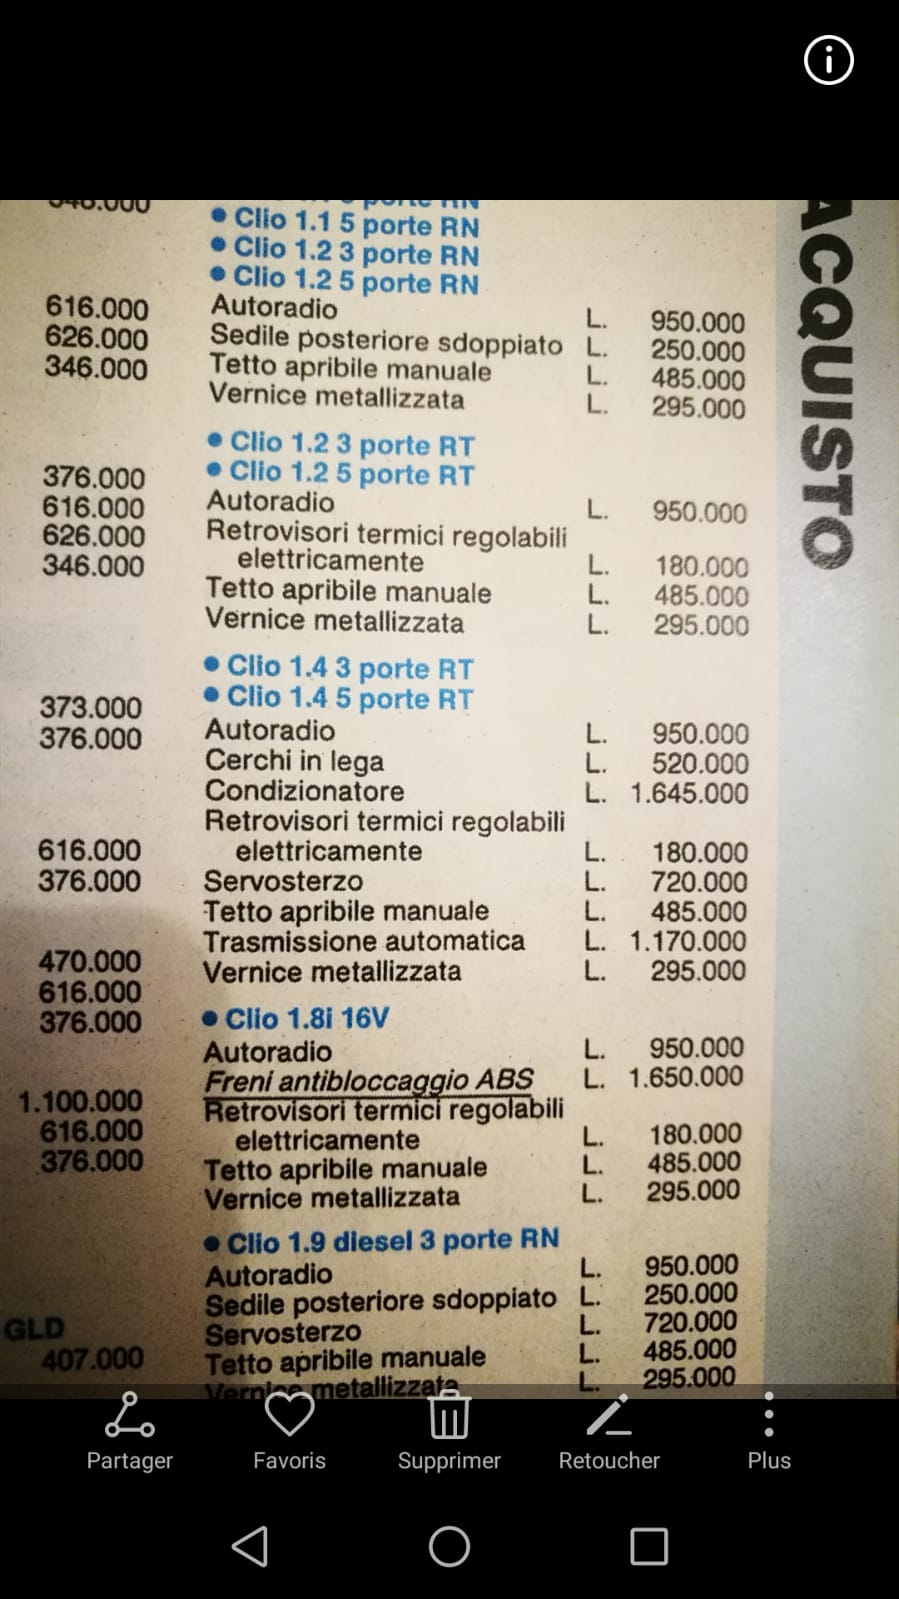 346.000
• Clio 1.1 5 porte RN
• Clio 1.2 3 porte RN
• Clio 1.2 5 porte RN
616.000 Autoradio L. 950.000
626.000 Sedile posteriore sdoppiato L. 250.000
346.000 Tetto apribile manuale L. 485.000
Vernice metallizzata L. 295.000
• Clio 1.2 3 porte RT
376.000 • Clio 1.2 5 porte RT
616.000 Autoradio L. 950.000
626.000 Retrovisori termici regolabili
346.000 elettricamente L. 180.000
Tetto apribile manuale L. 485.000
Vernice metallizzata L. 295.000
• Clio 1.4 3 porte RT
373.000 • Clio 1.4 5 porte RT
376.000 Autoradio L. 950.000
Cerchi in lega L. 520.000
Condizionatore L. 1.645.000
Retrovisori termici regolabili
616.000 elettricamente L. 180.000
376.000 Servosterzo L. 720.000
Tetto apribile manuale L. 485.000
470.000 Trasmissione automatica L. 1.170.000
616.000 Vernice metallizzata L. 295.000
376.000 • Clio 1.8i 16V
Autoradio L. 950.000
Freni antibloccaggio ABS L. 1.650.000
1.100.000 Retrovisori termici regolabili
616.000 elettricamente L. 180.000
376.000 Tetto apribile manuale L. 485.000
Vernice metallizzata L. 295.000
• Clio 1.9 diesel 3 porte RN
Autoradio L. 950.000
Sedile posteriore sdoppiato L. 250.000
GLD Servosterzo L. 720.000
407.000 Tetto apribile manuale L. 485.000
Vernice metallizzata L. 295.000
ACQUISTO
Partager Favoris Supprimer Retoucher Plus